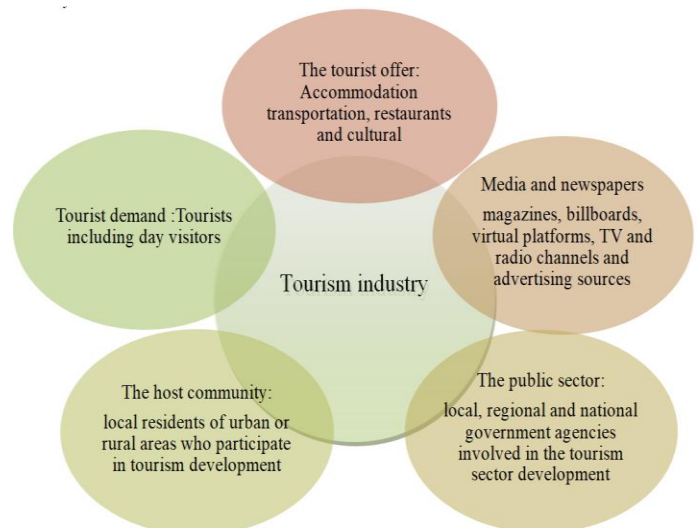 The tourist offer:
Accommodation
transportation, restaurants
and cultural
Media and newspapers
magazines, billboards,
virtual platforms, TV and
radio channels and
advertising sources
The public sector:
local, regional and national
government agencies
involved in the tourism
sector development
The host community:
local residents of urban or
rural areas who participate
in tourism development
Tourist demand :Tourists
including day visitors
Tourism industry